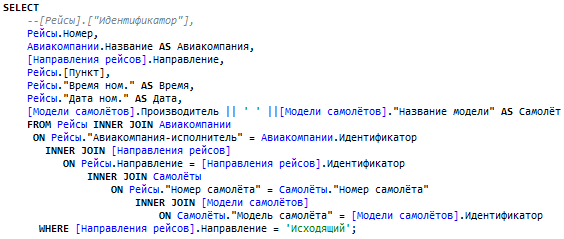 SELECT
--[Рейсы].["Идентификатор"],
Рейсы.Номер,
Авиакомпании.Название AS Авиакомпания,
[Направления рейсов].Направление,
Рейсы.[Пункт],
Рейсы."Время ном." AS Время,
Рейсы."Дата ном." AS Дата,
[Модели самолётов].Производитель || ' ' ||[Модели самолётов]."Название модели" AS Самолёт
FROM Рейсы INNER JOIN Авиакомпании
ON Рейсы."Авиакомпания-исполнитель" = Авиакомпании.Идентификатор
INNER JOIN [Направления рейсов]
ON Рейсы.Направление = [Направления рейсов].Идентификатор
INNER JOIN Самолёты
ON Рейсы."Номер самолёта" = Самолёты."Номер самолёта"
INNER JOIN [Модели самолётов]
ON Самолёты."Модель самолёта" = [Модели самолётов].Идентификатор
WHERE [Направления рейсов].Направление = 'Исходящий';